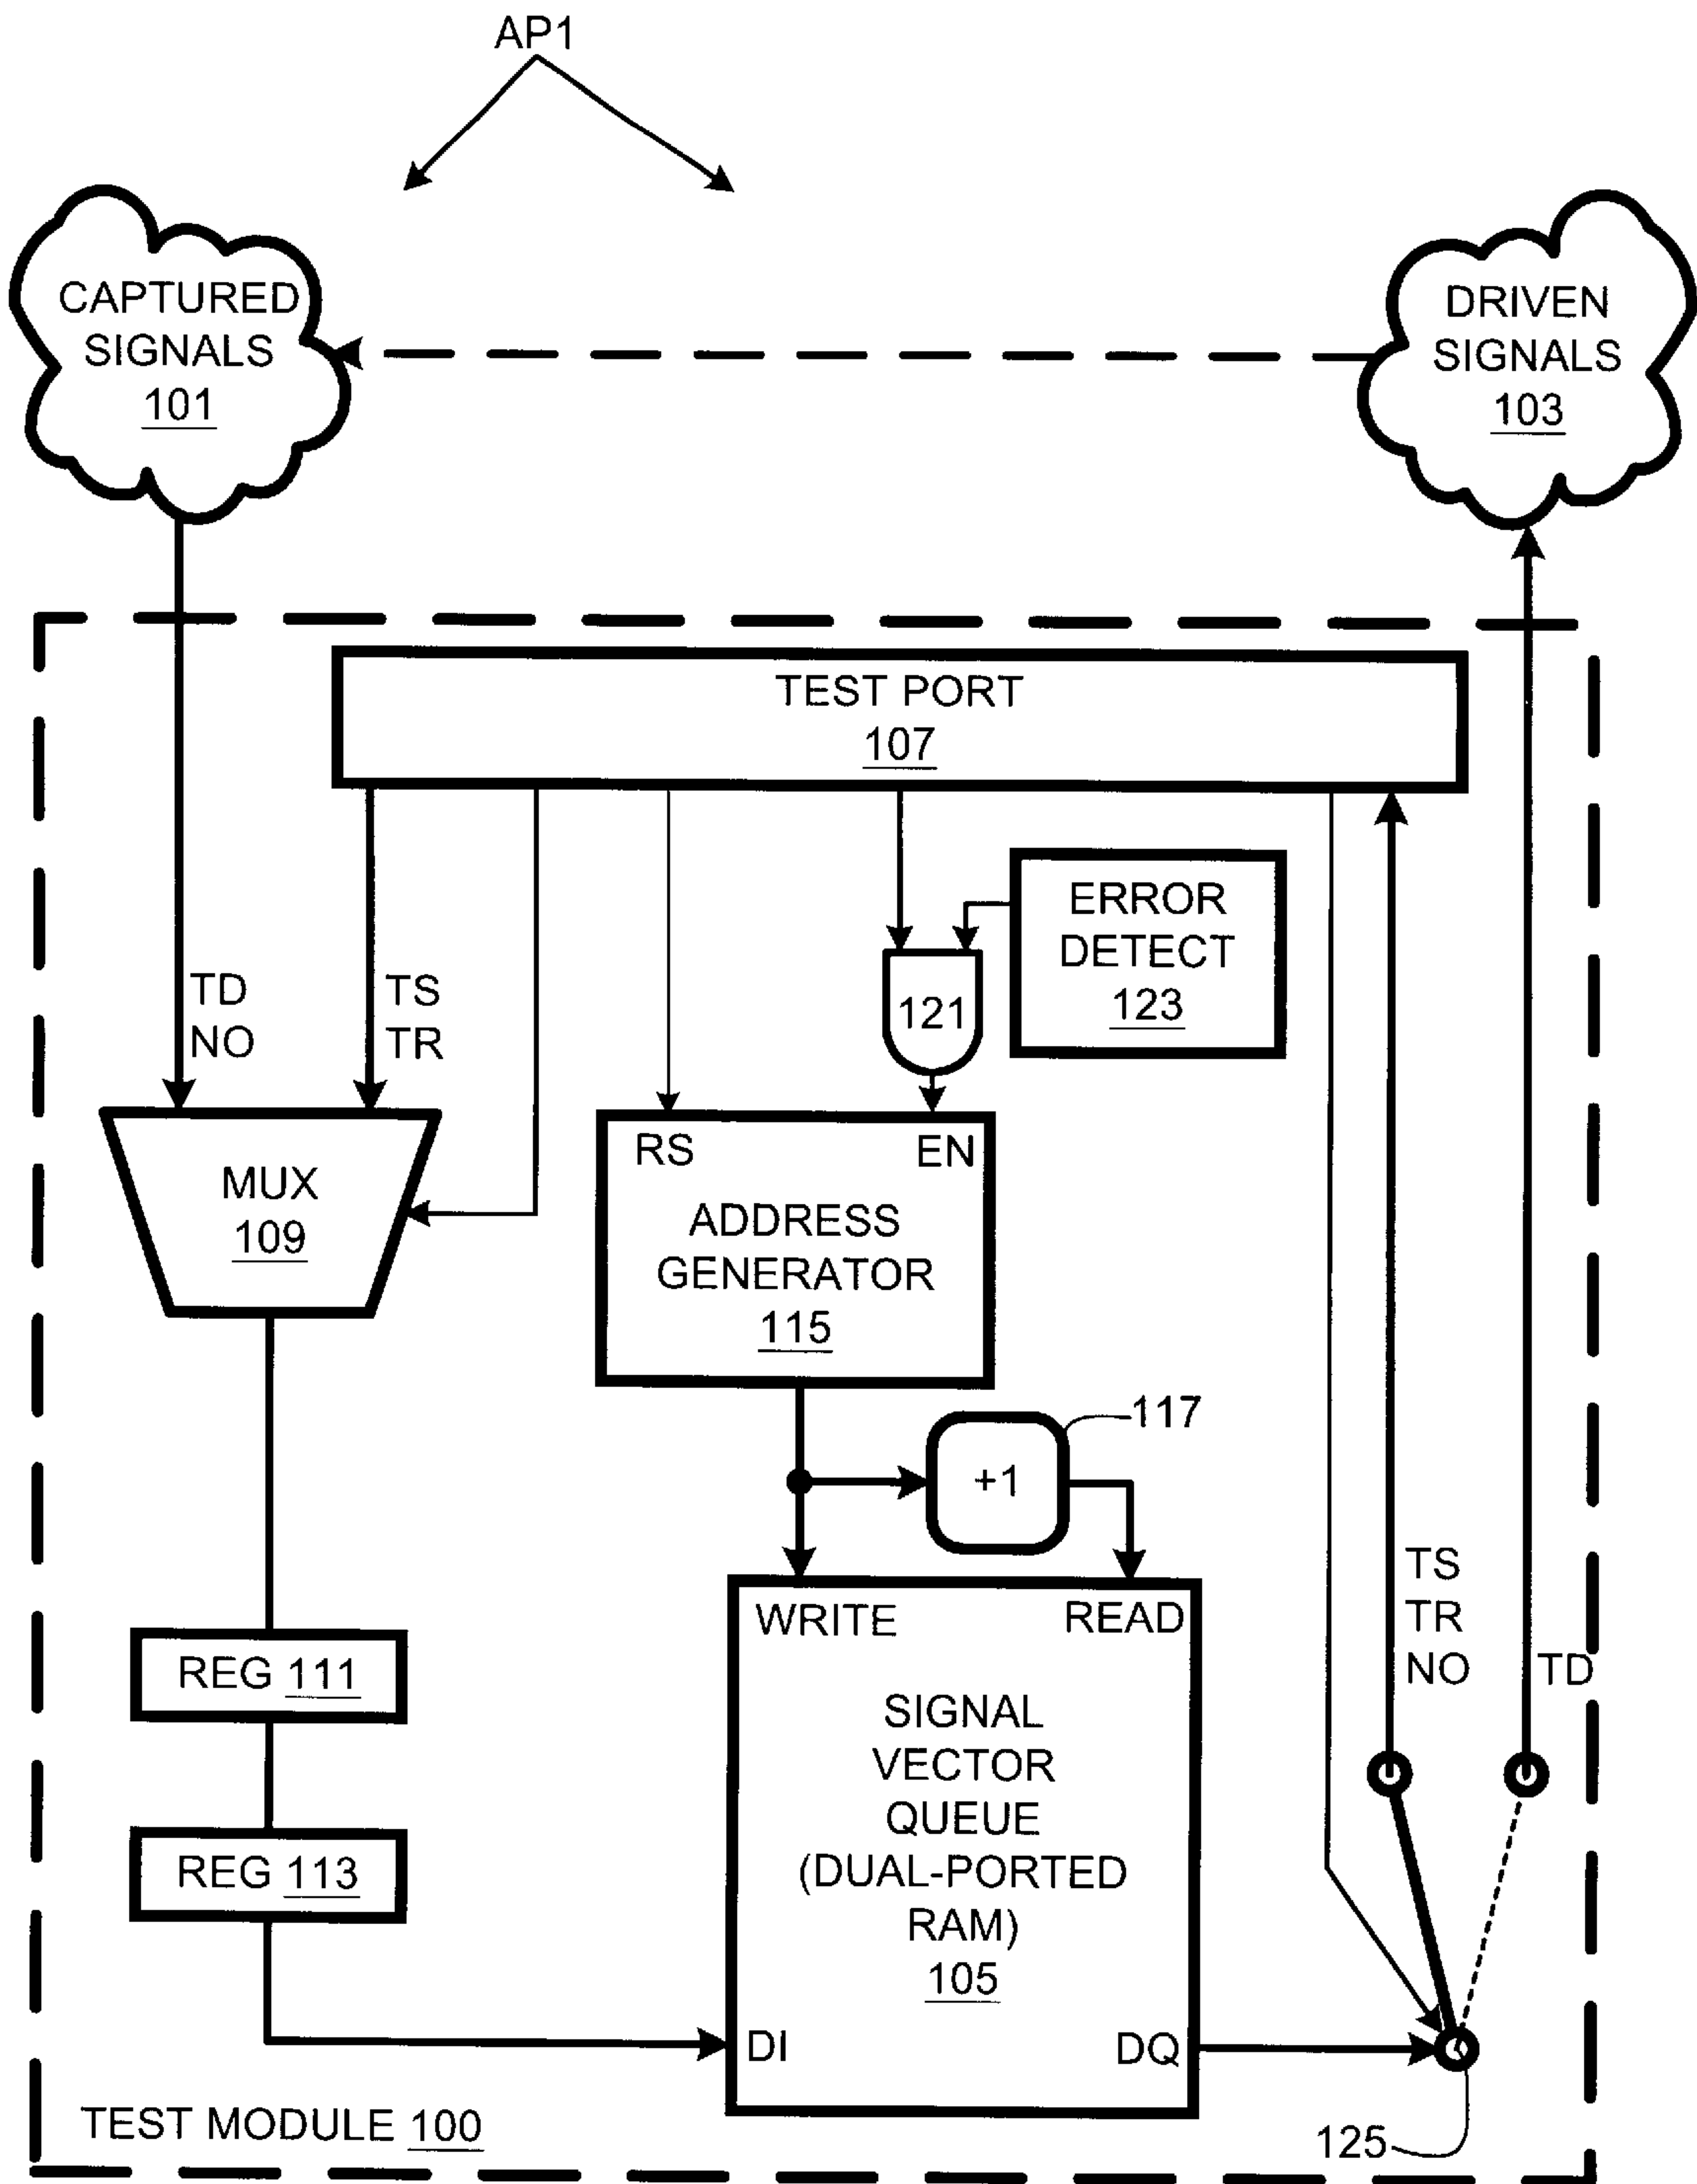 AP1
CAPTURED
SIGNALS
101
DRIVEN
SIGNALS
103
TEST PORT
107
ERROR
DETECT
123
TD
NO
TS
TR
121
RS
EN
MUX
109
ADDRESS
GENERATOR
115
117
+1
TS
TR
NO
TD
WRITE
READ
REG 111
SIGNAL
VECTOR
QUEUE
(DUAL-PORTED
RAM)
105
REG 113
DI
DQ
TEST MODULE 100
125